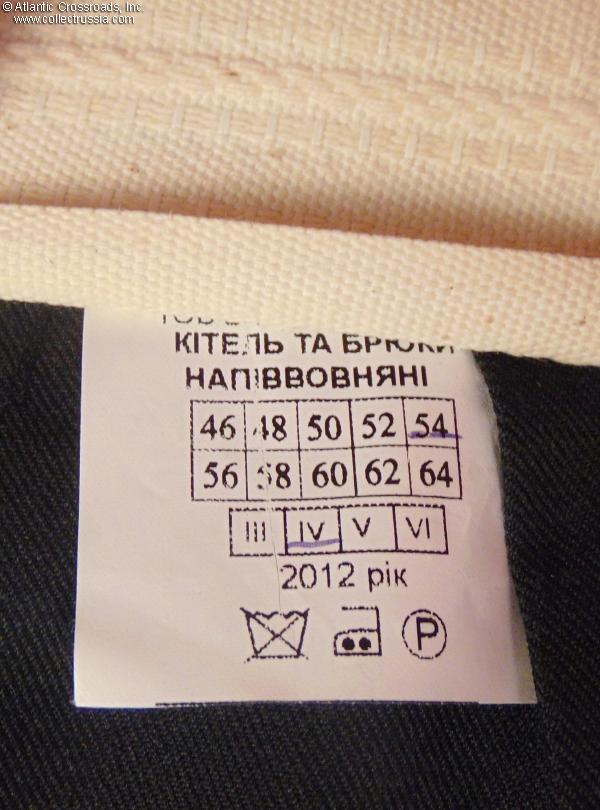 © Atlantic Crossroads, Inc.
www.collectrussia.com
КІТЕЛЬ ТА БРЮКИ
НАПІВВОВНЯНІ
46 48 50 52 54
56 58 60 62 64
III IV V VI
2012 рік
P